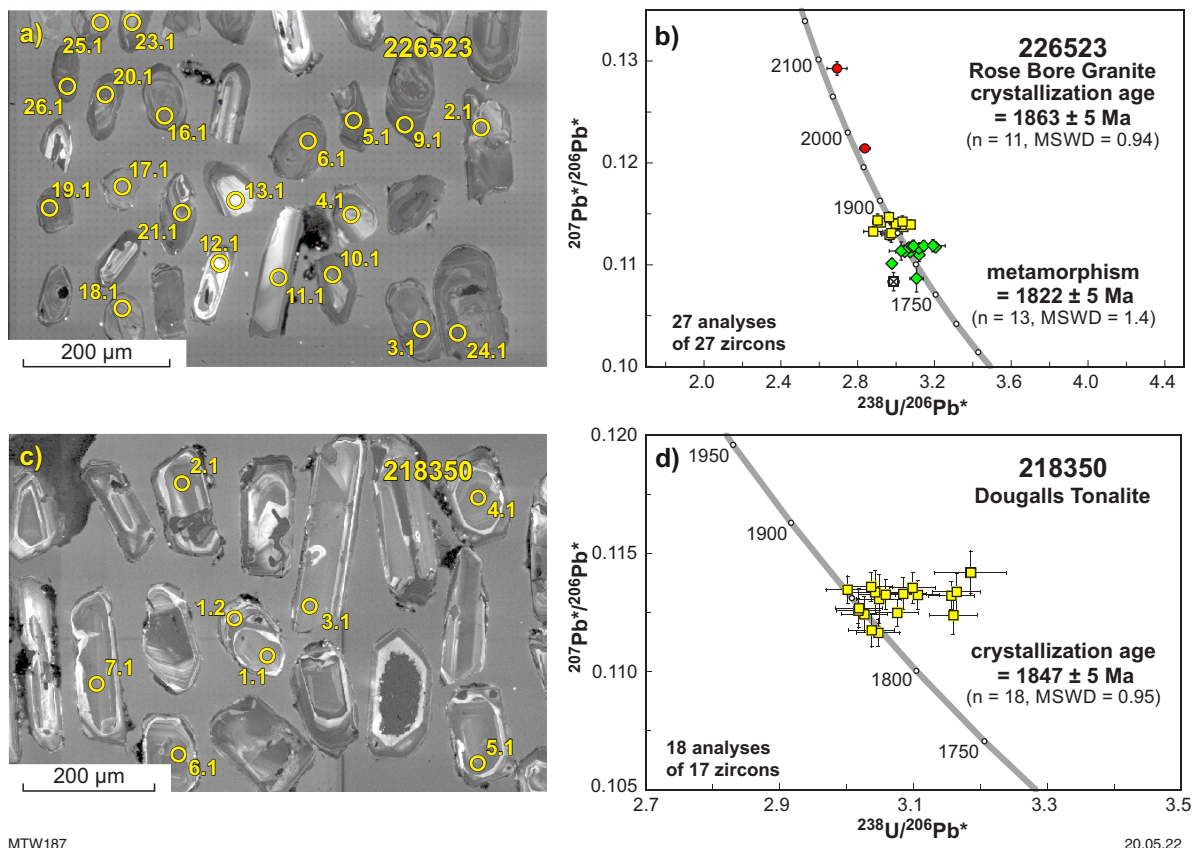 a)
226523
25.1
23.1
20.1
26.1
16.1
5.1
9.1
2.1
6.1
17.1
19.1
13.1
4.1
21.1
12.1
10.1
11.1
18.1
3.1
24.1
200 µm
b)
226523
Rose Bore Granite
crystallization age
= 1863 ± 5 Ma
(n = 11, MSWD = 0.94)
2100
2000
1900
1750
metamorphism
= 1822 ± 5 Ma
(n = 13, MSWD = 1.4)
27 analyses
of 27 zircons
0.13
0.12
0.11
0.10
207Pb*/206Pb*
2.0 2.4 2.8 3.2 3.6 4.0 4.4
238U/206Pb*
c)
218350
2.1
4.1
1.2
3.1
1.1
7.1
6.1
5.1
200 µm
d)
218350
Dougalls Tonalite
1950
1900
1800
1750
crystallization age
= 1847 ± 5 Ma
(n = 18, MSWD = 0.95)
18 analyses
of 17 zircons
0.120
0.115
0.110
0.105
207Pb*/206Pb*
2.7 2.9 3.1 3.3 3.5
238U/206Pb*
MTW187
20.05.22